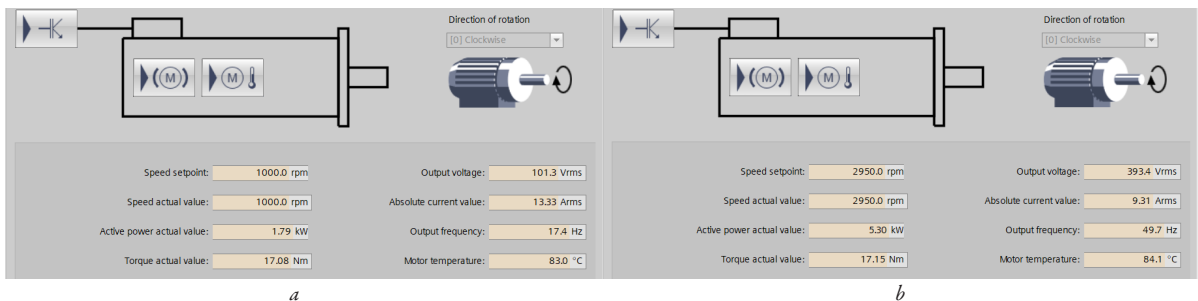 Direction of rotation
[0] Clockwise
M
M
Speed setpoint: 1000.0 rpm
Output voltage: 101.3 Vrms
Speed actual value: 1000.0 rpm
Absolute current value: 13.33 Arms
Active power actual value: 1.79 kW
Output frequency: 17.4 Hz
Torque actual value: 17.08 Nm
Motor temperature: 83.0 °C
a
Direction of rotation
[0] Clockwise
M
M
Speed setpoint: 2950.0 rpm
Output voltage: 393.4 Vrms
Speed actual value: 2950.0 rpm
Absolute current value: 9.31 Arms
Active power actual value: 5.30 kW
Output frequency: 49.7 Hz
Torque actual value: 17.15 Nm
Motor temperature: 84.1 °C
b